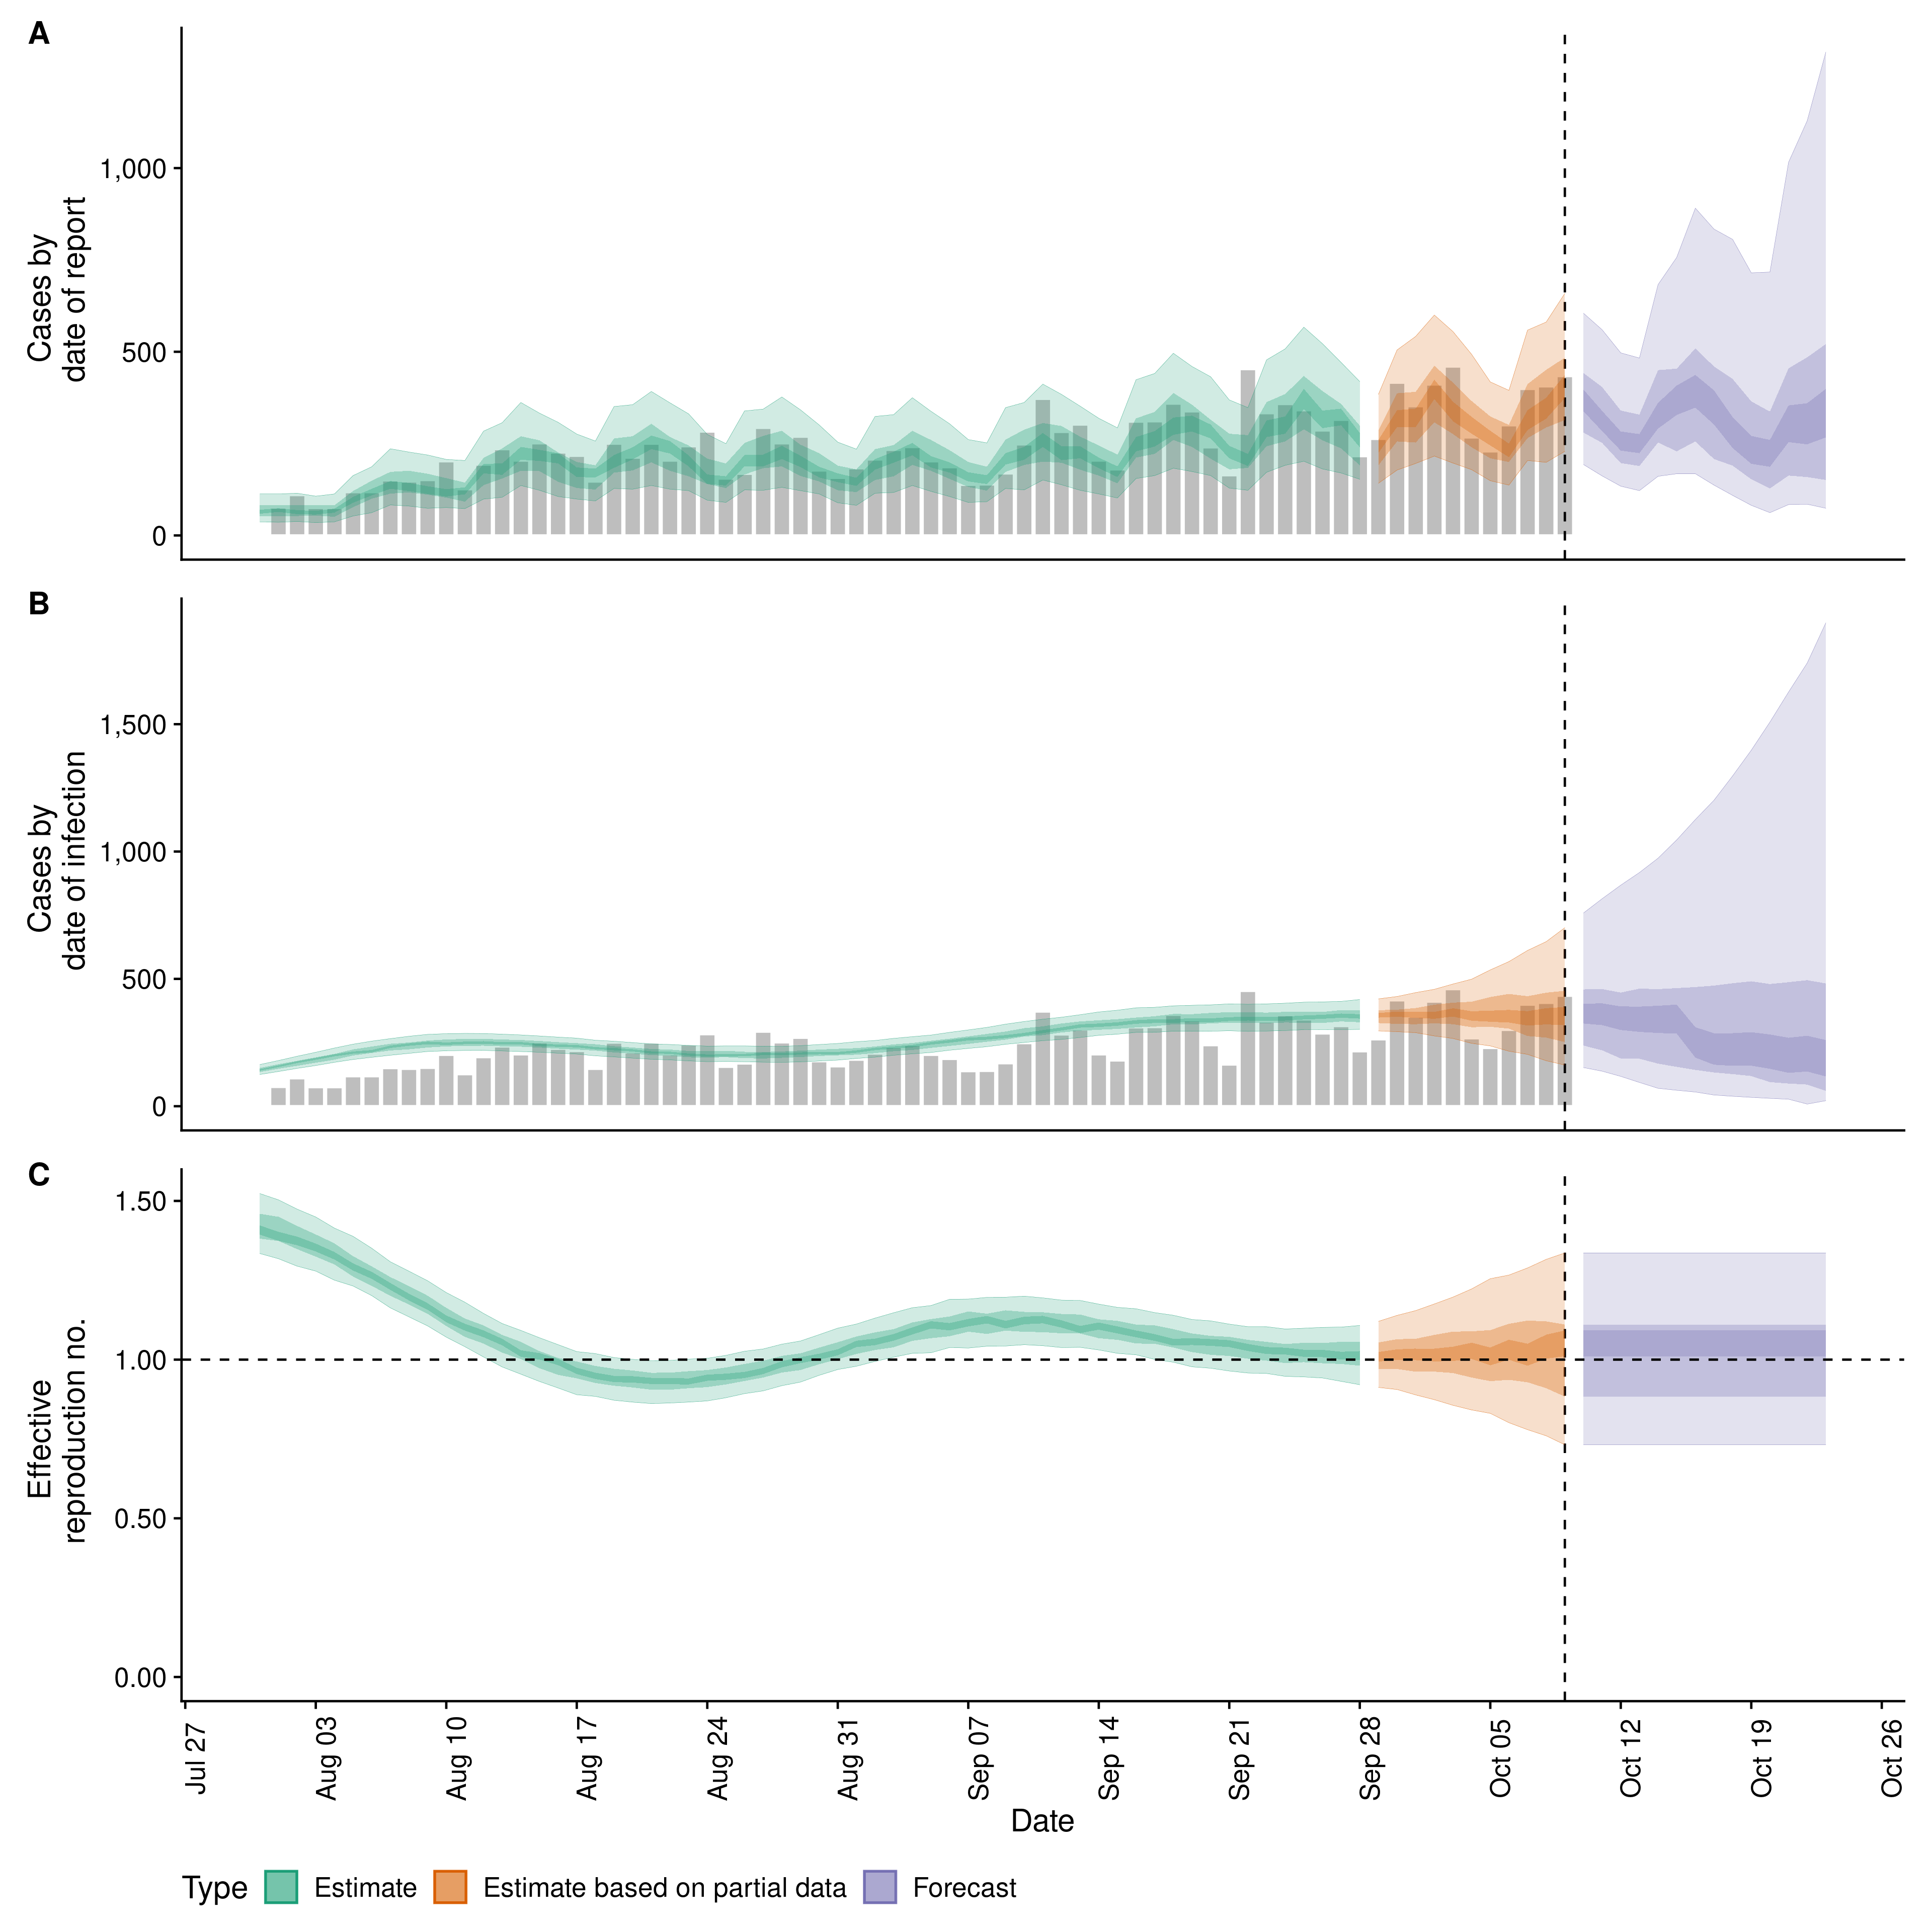 A
Cases by
date of report
1,000
500
0
B
Cases by
date of infection
1,500
1,000
500
0
C
Effective
reproduction no.
1.50
1.00
0.50
0.00
Jul 27
Aug 03
Aug 10
Aug 17
Aug 24
Aug 31
Sep 07
Sep 14
Sep 21
Sep 28
Oct 05
Oct 12
Oct 19
Oct 26
Date
Type Estimate Estimate based on partial data Forecast